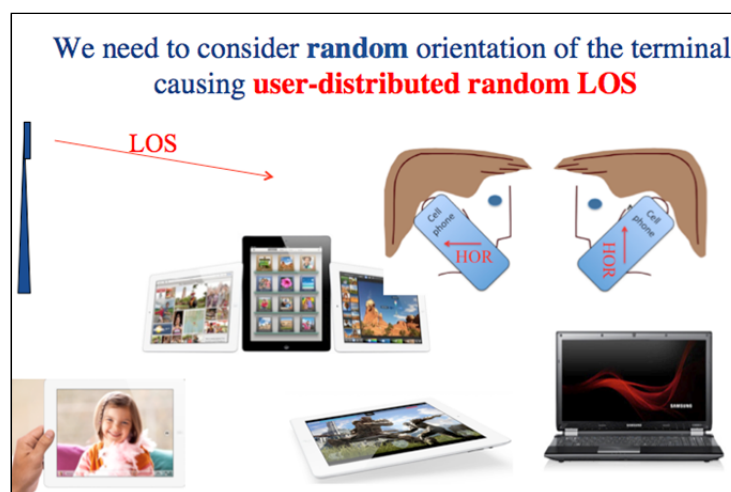 We need to consider random orientation of the terminal
causing user-distributed random LOS
LOS
Cell
phone
HOR
Cell
phone
HOR
SAMSUNG
SAMSUNG